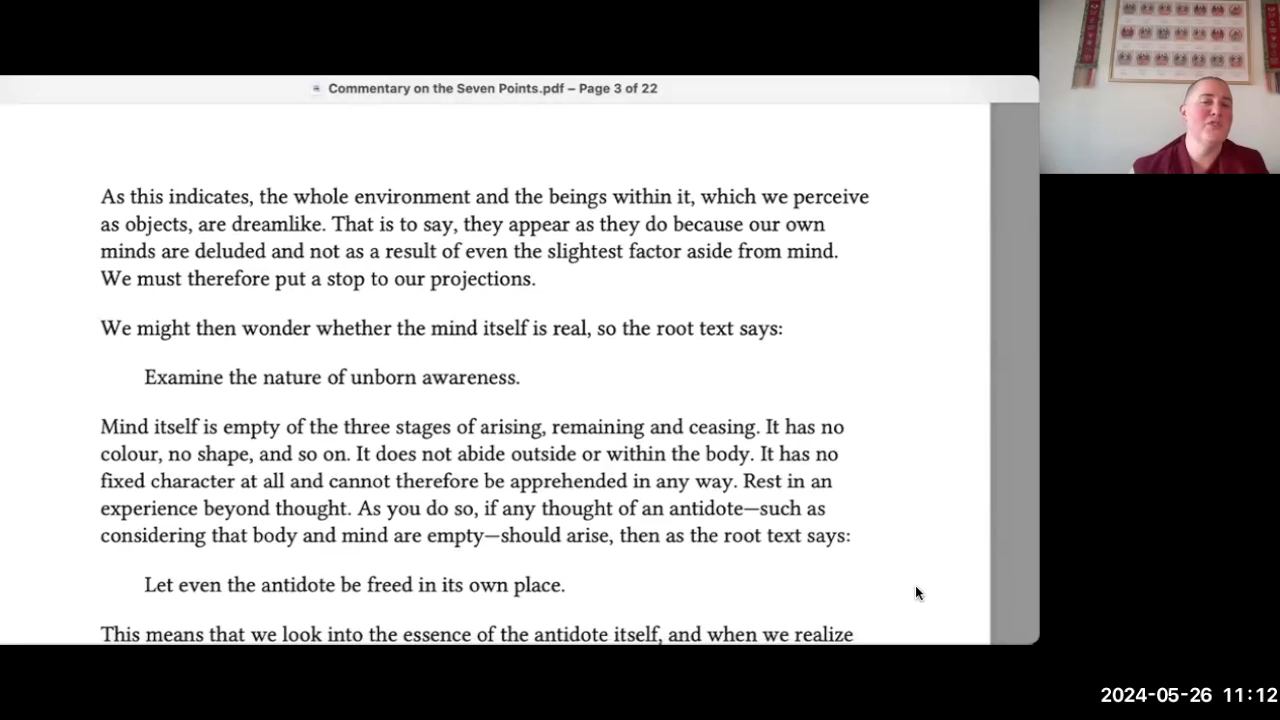 Commentary on the Seven Points.pdf – Page 3 of 22
As this indicates, the whole environment and the beings within it, which we perceive
as objects, are dreamlike. That is to say, they appear as they do because our own
minds are deluded and not as a result of even the slightest factor aside from mind.
We must therefore put a stop to our projections.
We might then wonder whether the mind itself is real, so the root text says:
Examine the nature of unborn awareness.
Mind itself is empty of the three stages of arising, remaining and ceasing. It has no
colour, no shape, and so on. It does not abide outside or within the body. It has no
fixed character at all and cannot therefore be apprehended in any way. Rest in an
experience beyond thought. As you do so, if any thought of an antidote—such as
considering that body and mind are empty—should arise, then as the root text says:
Let even the antidote be freed in its own place.
This means that we look into the essence of the antidote itself, and when we realize
2024-05-26 11:12